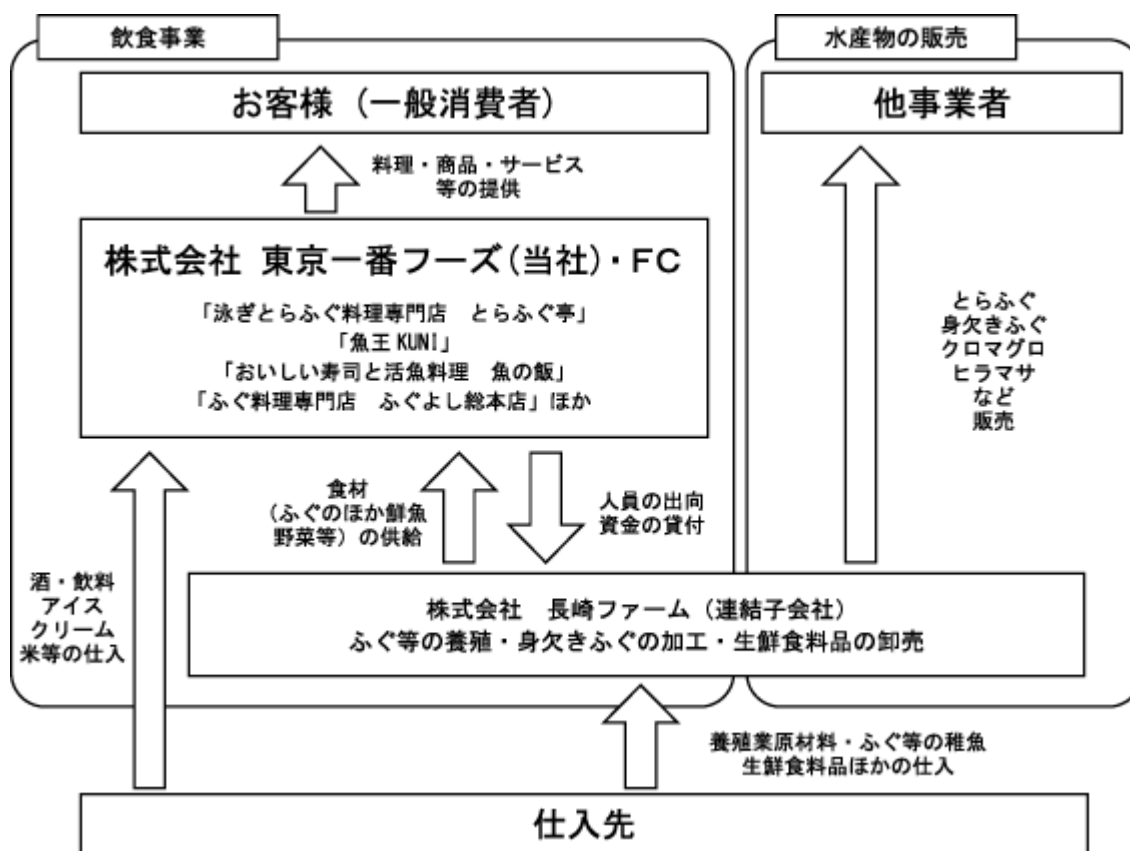 飲食事業
水産物の販売
お客様（一般消費者）
他事業者
料理・商品・サービス
等の提供
株式会社 東京一番フーズ（当社）・ＦＣ
「泳ぎとらふぐ料理専門店　とらふぐ亭」
「魚王 KUNI」
「おいしい寿司と活魚料理　魚の飯」
「ふぐ料理専門店　ふぐよし総本店」ほか
とらふぐ
身欠きふぐ
クロマグロ
ヒラマサ
など
販売
食材
（ふぐのほか鮮魚
野菜等）の供給
人員の出向
資金の貸付
酒・飲料
アイス
クリーム
米等の仕入
株式会社　長崎ファーム（連結子会社）
ふぐ等の養殖・身欠きふぐの加工・生鮮食料品の卸売
養殖業原材料・ふぐ等の稚魚
生鮮食料品ほかの仕入
仕入先